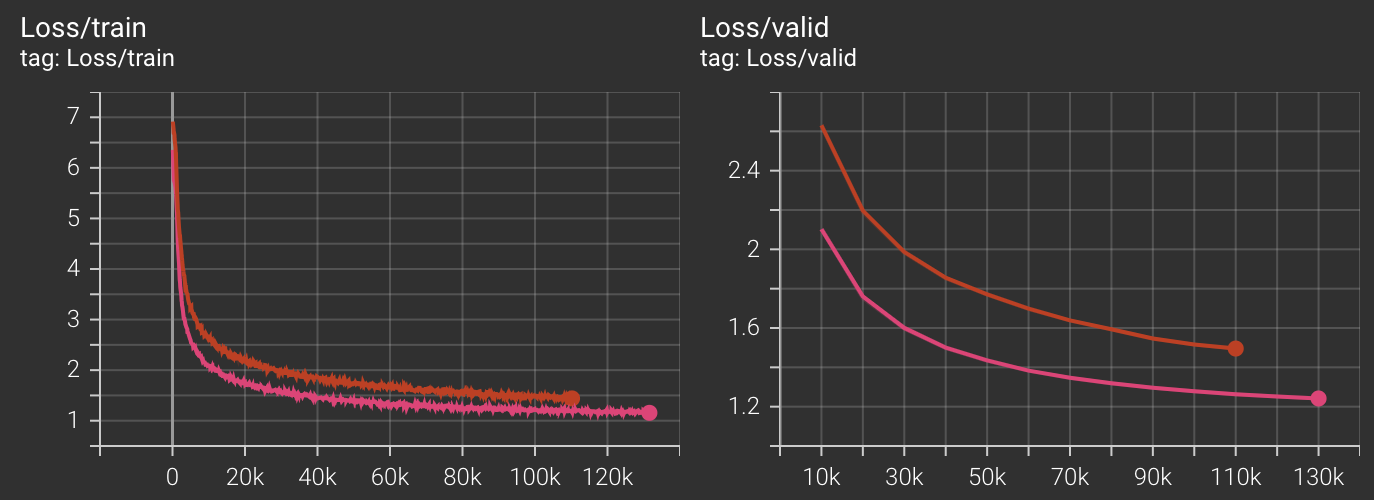 Loss/train
tag: Loss/train
7
6
5
4
3
2
1
0 20k 40k 60k 80k 100k 120k
Loss/valid
tag: Loss/valid
2.4
2
1.6
1.2
10k 30k 50k 70k 90k 110k 130k